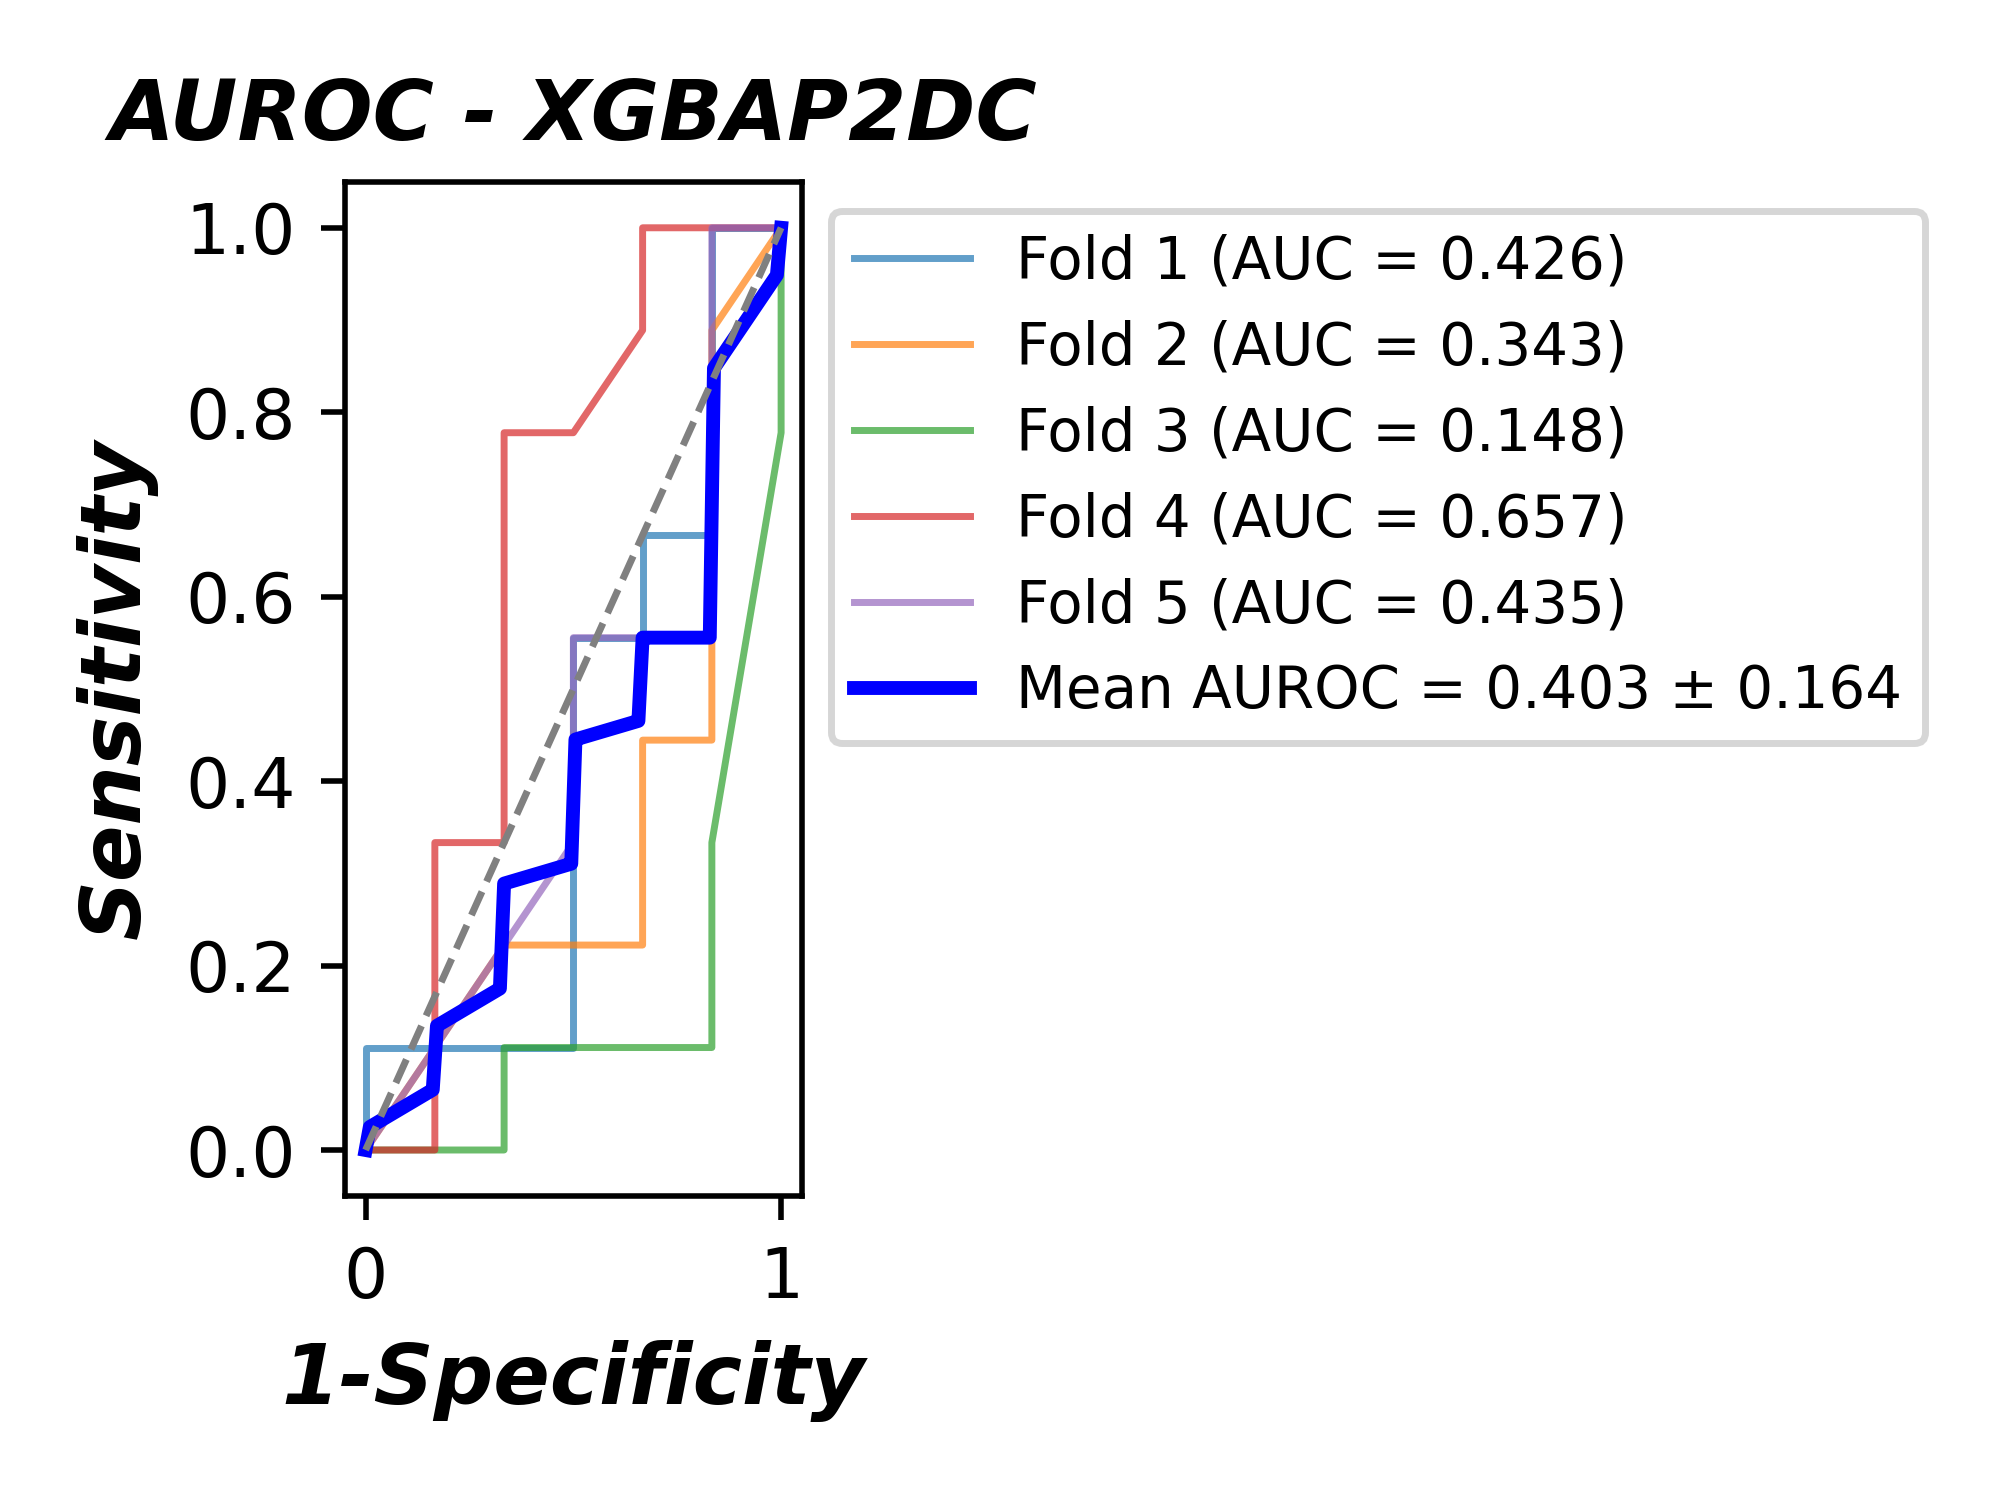 AUROC - XGBAP2DC
Sensitivity
1.0
0.8
0.6
0.4
0.2
0.0
0 1
1-Specificity
Fold 1 (AUC = 0.426)
Fold 2 (AUC = 0.343)
Fold 3 (AUC = 0.148)
Fold 4 (AUC = 0.657)
Fold 5 (AUC = 0.435)
Mean AUROC = 0.403 ± 0.164